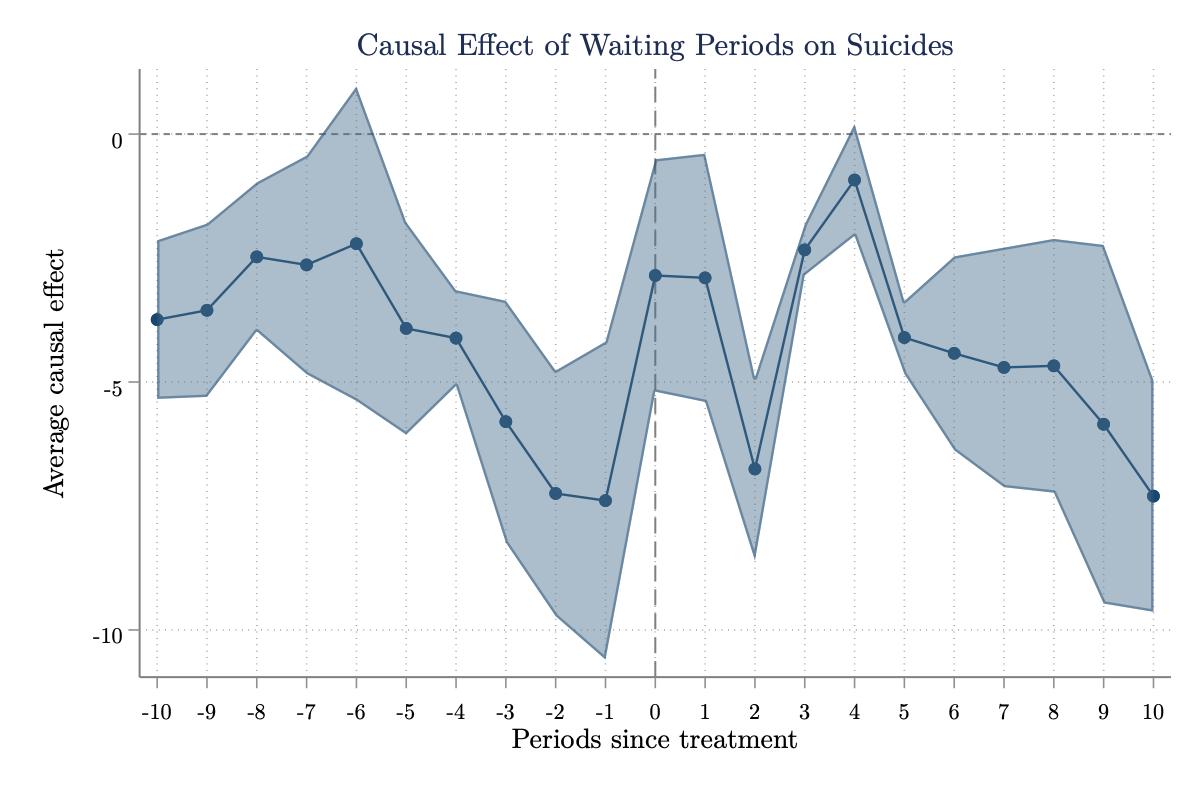 Causal Effect of Waiting Periods on Suicides
Average causal effect
0
-5
-10
-10 -9 -8 -7 -6 -5 -4 -3 -2 -1 0 1 2 3 4 5 6 7 8 9 10
Periods since treatment